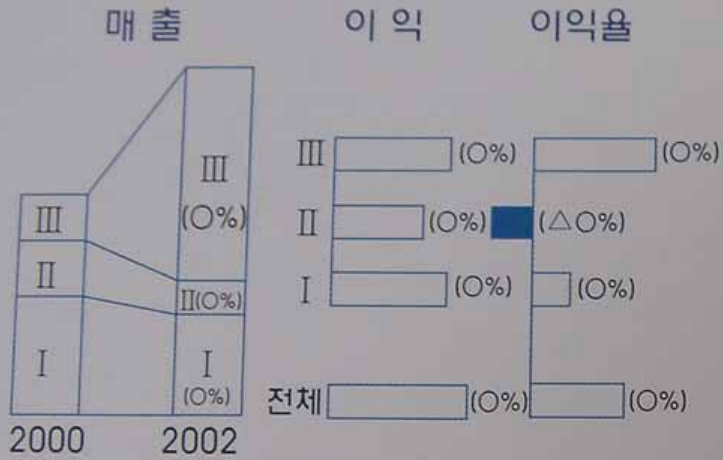 매 출 이 익 이익율
III III (O%) (O%)
III (O%)
II II (O%) (△O%)
II(O%)
I (O%) (O%)
I I
(O%)
전체 (O%) (O%)
2000 2002